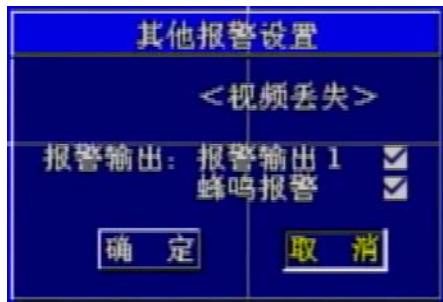 其他报警设置
<视频丢失>
报警输出: 报警输出1
蜂鸣报警
确 定 取 消